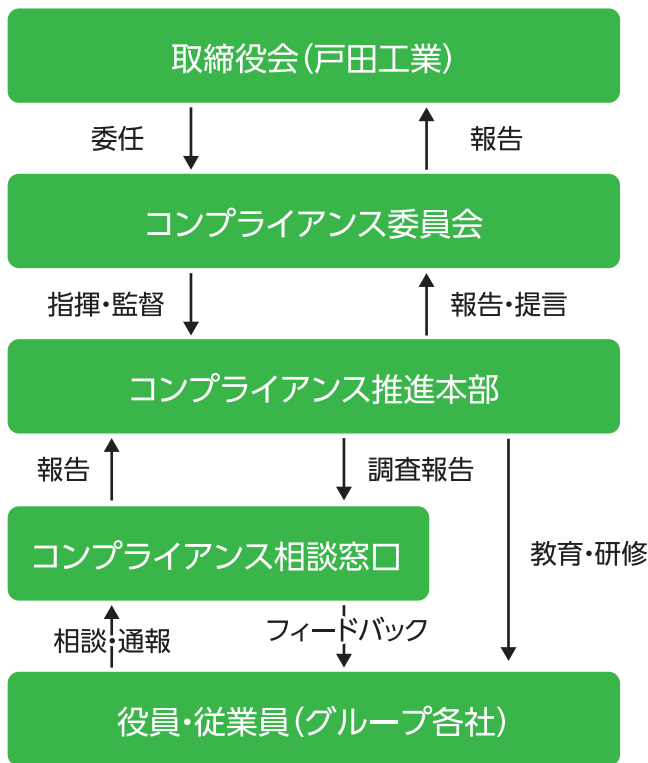 取締役会(戸田工業)
委任
報告
コンプライアンス委員会
指揮・監督
報告・提言
コンプライアンス推進本部
報告
調査報告
教育・研修
コンプライアンス相談窓口
相談・通報
フィードバック
役員・従業員(グループ各社)